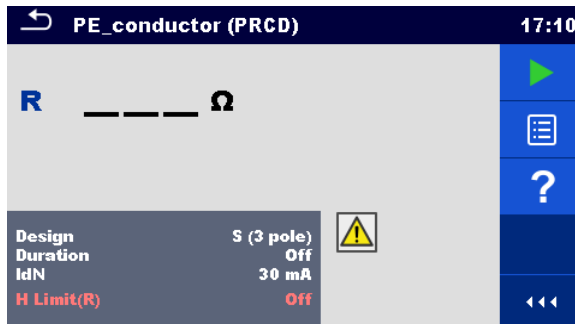 PE_conductor (PRCD) 17:10
R ___ Ω
?
Design S (3 pole)
Duration Off
IdN 30 mA
H Limit(R) Off